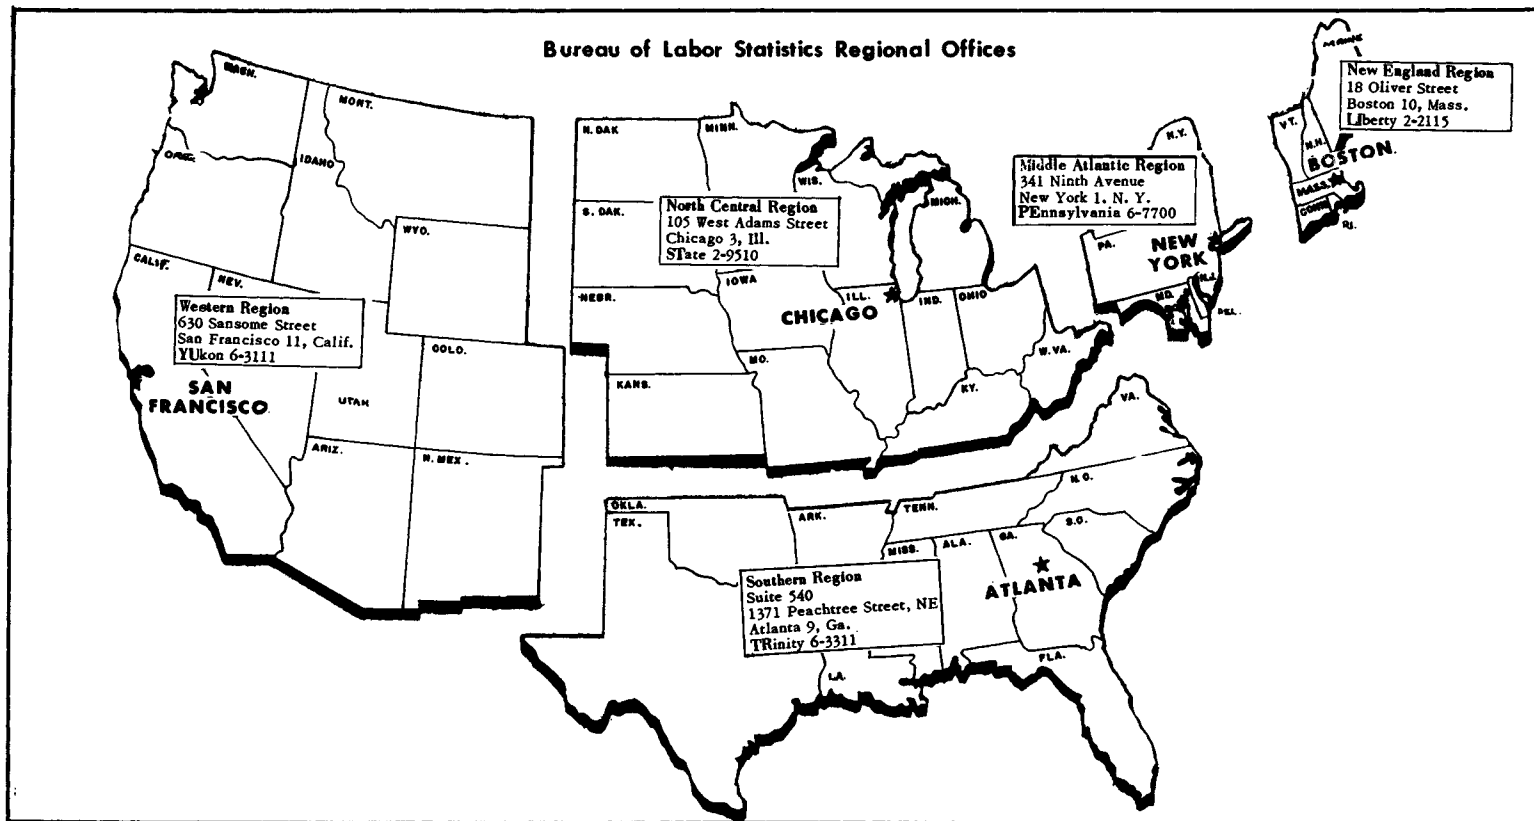 Bureau of Labor Statistics Regional Offices
MAINE
New England Region
18 Oliver Street
Boston 10, Mass.
LIberty 2-2115
VT.
N.H.
BOSTON
MASS.
CONN.
R.I.
Middle Atlantic Region
341 Ninth Avenue
New York 1, N. Y.
PEnnsylvania 6-7700
N.Y.
PA.
NEW
YORK
N.J.
MD.
DEL.
North Central Region
105 West Adams Street
Chicago 3, Ill.
STate 2-9510
N. DAK
MINN.
WIS.
MICH.
S. DAK.
IOWA
NEBR.
ILL.
IND.
OHIO
CHICAGO
MO.
KANS.
KY.
W. VA.
WASH.
MONT.
OREG.
IDAHO
WYO.
CALIF.
NEV.
Western Region
630 Sansome Street
San Francisco 11, Calif.
YUkon 6-3111
SAN
FRANCISCO
UTAH
COLO.
ARIZ.
N. MEX.
VA.
OKLA.
TEX.
ARK.
TENN.
N. C.
S.C.
MISS.
ALA.
GA.
Southern Region
Suite 540
1371 Peachtree Street, NE
Atlanta 9, Ga.
TRinity 6-3311
ATLANTA
LA.
FLA.